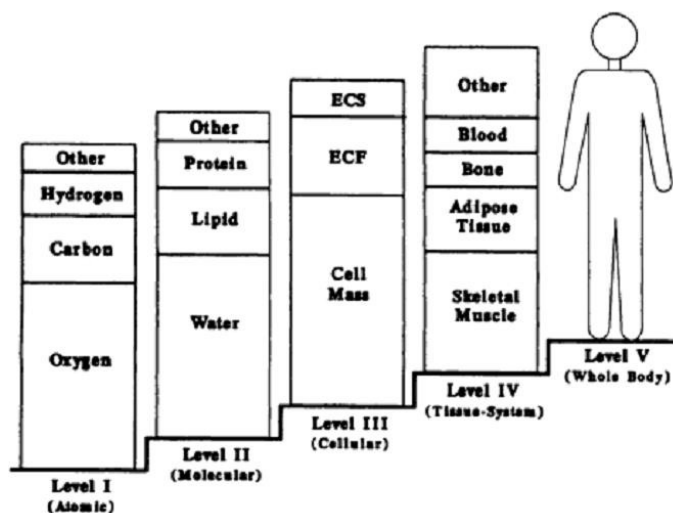 Other
Hydrogen
Carbon
Oxygen
Level I
(Atomic)
Other
Protein
Lipid
Water
Level II
(Molecular)
ECS
ECF
Cell
Mass
Level III
(Cellular)
Other
Blood
Bone
Adipose
Tissue
Skeletal
Muscle
Level IV
(Tissue-System)
Level V
(Whole Body)